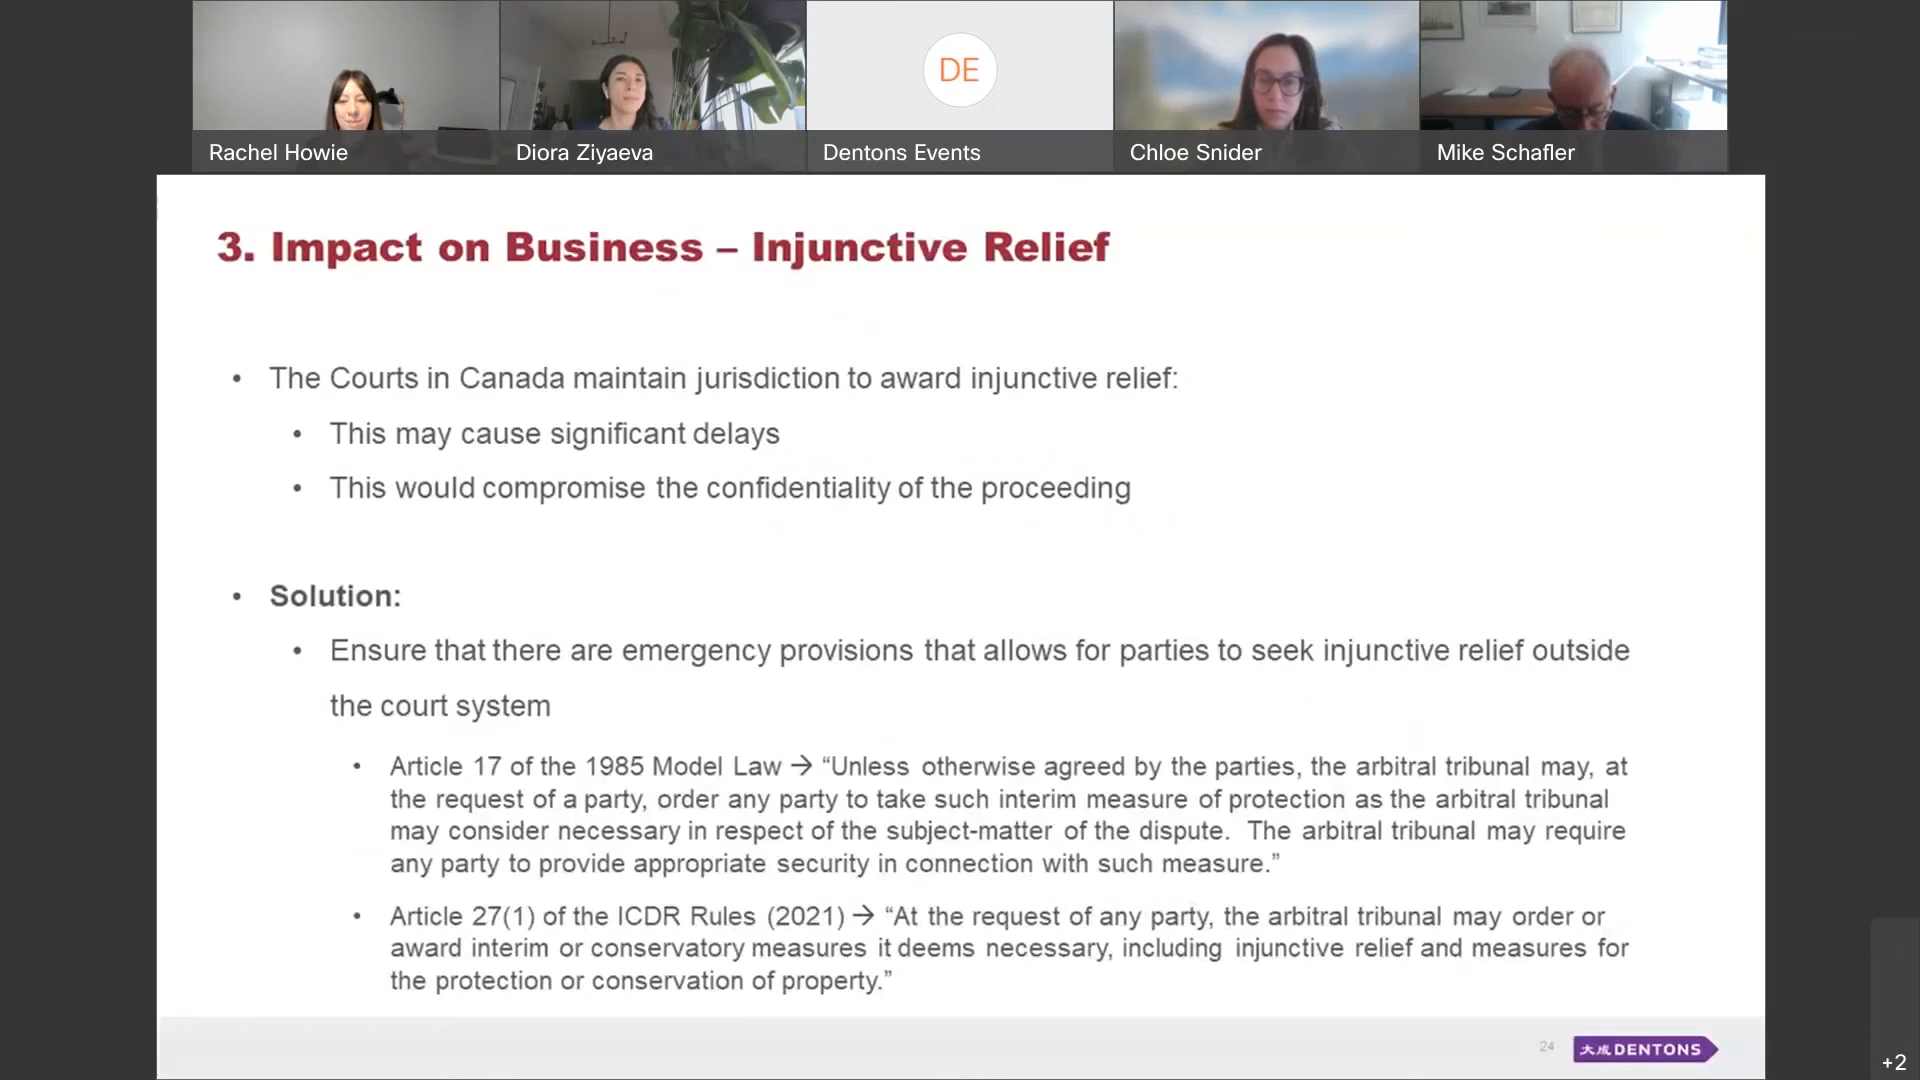 DE
Rachel Howie
Diora Ziyaeva
Dentons Events
Chloe Snider
Mike Schafler
3. Impact on Business – Injunctive Relief
• The Courts in Canada maintain jurisdiction to award injunctive relief:
• This may cause significant delays
• This would compromise the confidentiality of the proceeding
• Solution:
• Ensure that there are emergency provisions that allows for parties to seek injunctive relief outside
the court system
• Article 17 of the 1985 Model Law → “Unless otherwise agreed by the parties, the arbitral tribunal may, at
the request of a party, order any party to take such interim measure of protection as the arbitral tribunal
may consider necessary in respect of the subject-matter of the dispute. The arbitral tribunal may require
any party to provide appropriate security in connection with such measure.”
• Article 27(1) of the ICDR Rules (2021) → “At the request of any party, the arbitral tribunal may order or
award interim or conservatory measures it deems necessary, including injunctive relief and measures for
the protection or conservation of property.”
24
大成 DENTONS
+2